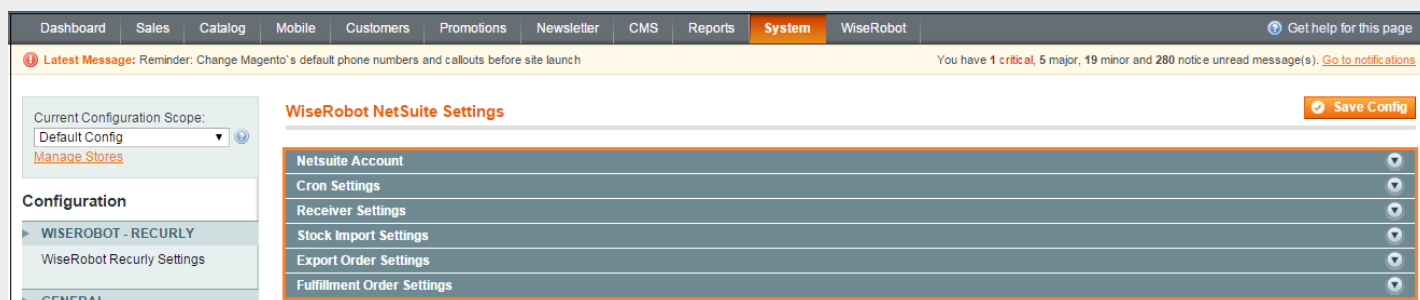 Dashboard Sales Catalog Mobile Customers Promotions Newsletter CMS Reports System WiseRobot Get help for this page
Latest Message: Reminder: Change Magento`s default phone numbers and callouts before site launch You have 1 critical, 5 major, 19 minor and 280 notice unread message(s). Go to notifications
Current Configuration Scope:
Default Config
Manage Stores
Configuration
WISEROBOT - RECURLY
WiseRobot Recurly Settings
GENERAL
WiseRobot NetSuite Settings
Save Config
Netsuite Account
Cron Settings
Receiver Settings
Stock Import Settings
Export Order Settings
Fulfillment Order Settings